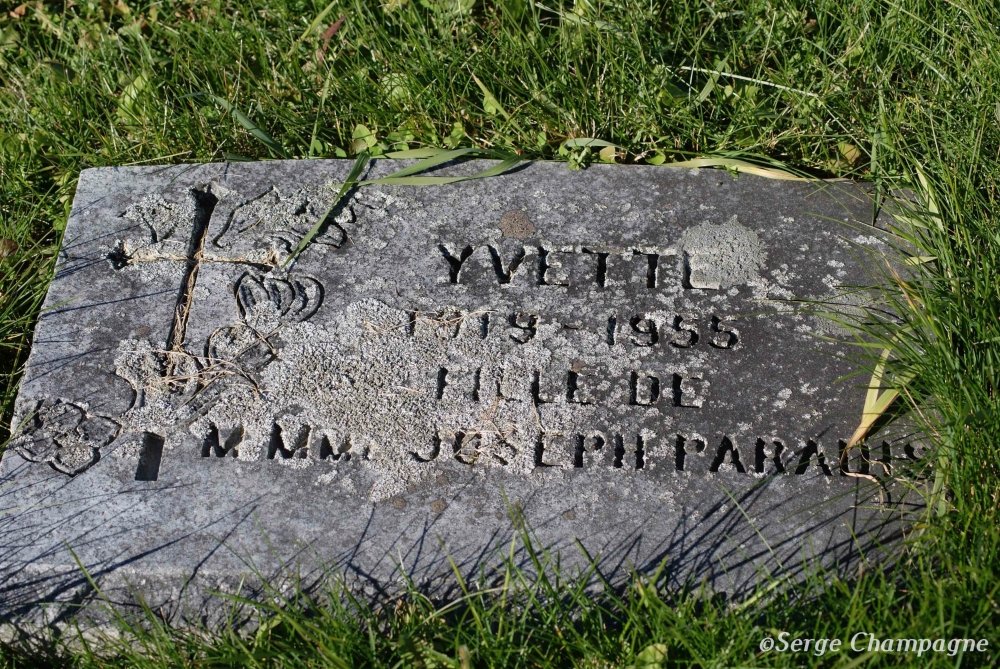 YVETTE
1919-1955
FILLE DE
M. MME JOSEPH PARADIS
©Serge Champagne